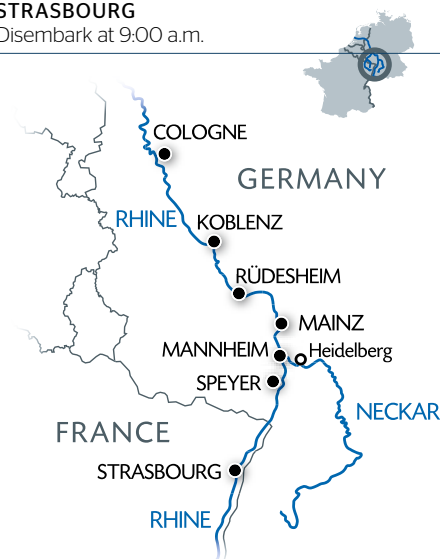 STRASBOURG
Disembark at 9:00 a.m.
COLOGNE
GERMANY
RHINE
KOBLENZ
RÜDESHEIM
MAINZ
MANNHEIM
Heidelberg
SPEYER
NECKAR
FRANCE
STRASBOURG
RHINE